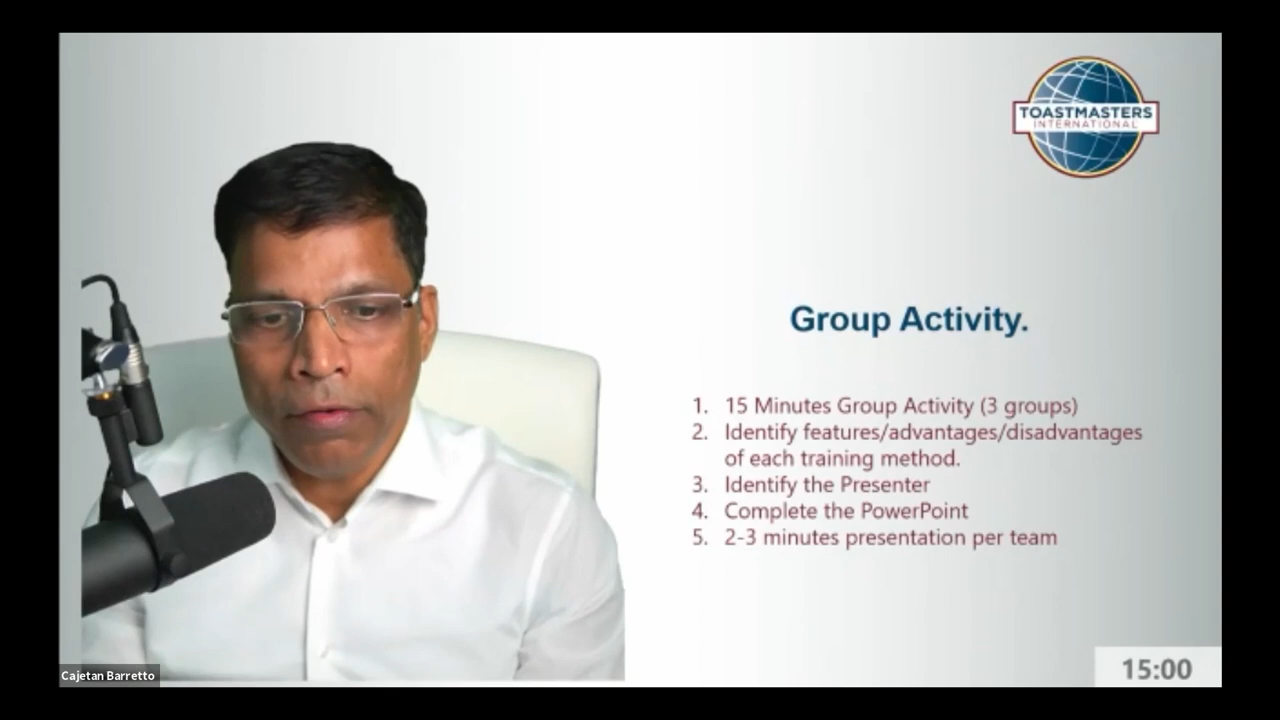 TOASTMASTERS
INTERNATIONAL
Group Activity.
1. 15 Minutes Group Activity (3 groups)
2. Identify features/advantages/disadvantages
of each training method.
3. Identify the Presenter
4. Complete the PowerPoint
5. 2-3 minutes presentation per team
Cajetan Barretto
15:00